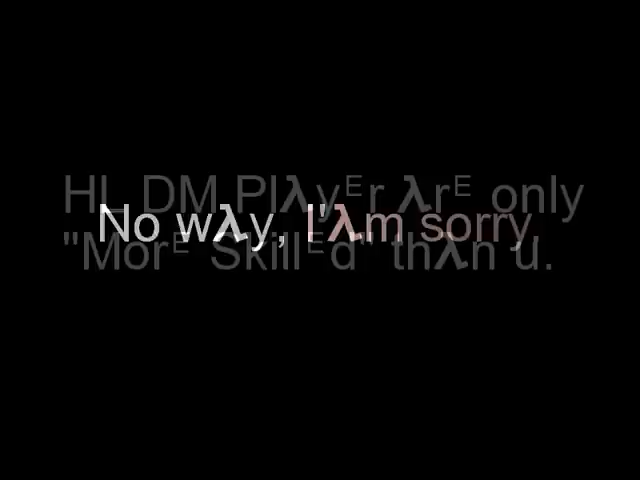 HL DM Plλyᴱr λrᴱ only
No wλy, I'λm sorry,
"Morᴱ Skillᴱd" thλn u.